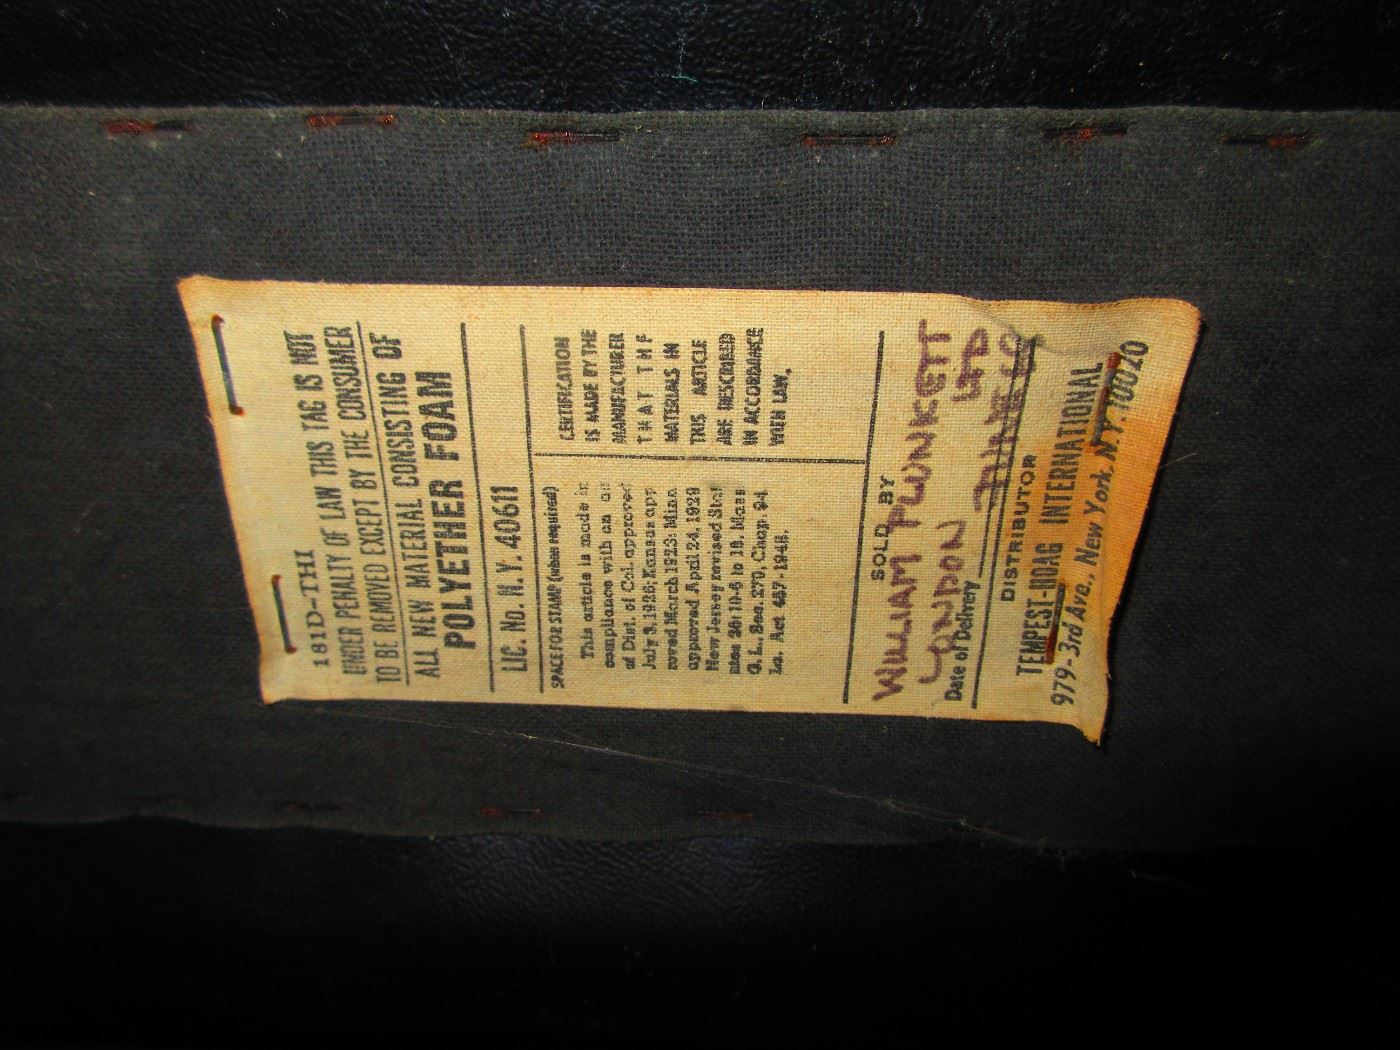 181D-THI
UNDER PENALTY OF LAW THIS TAG IS NOT
TO BE REMOVED EXCEPT BY THE CONSUMER
ALL NEW MATERIAL CONSISTING OF
POLYETHER FOAM
LIC. No. N.Y. 40611
SPACE FOR STAMP (when required)
This article is made in
compliance with an act
of Dist. of Col. approved
July 3, 1926; Kansas app
roved March 1923; Minn
approved April 24, 1929
New Jersey revised Stat
utes 26:10-6 to 18, Mass
G. L., Sec. 270, Chap. 94
La. Act 467-1948.
CERTIFICATION
IS MADE BY THE
MANUFACTURER
THAT THE
MATERIALS IN
THIS ARTICLE
ARE DESCRIBED
IN ACCORDANCE
WITH LAW.
SOLD BY
WILLIAM PLUNKETT
LONDON LTD
Date of Delivery
DISTRIBUTOR
TEMPEST-HOAG INTERNATIONAL
979-3rd Ave., New York, N.Y. 10020